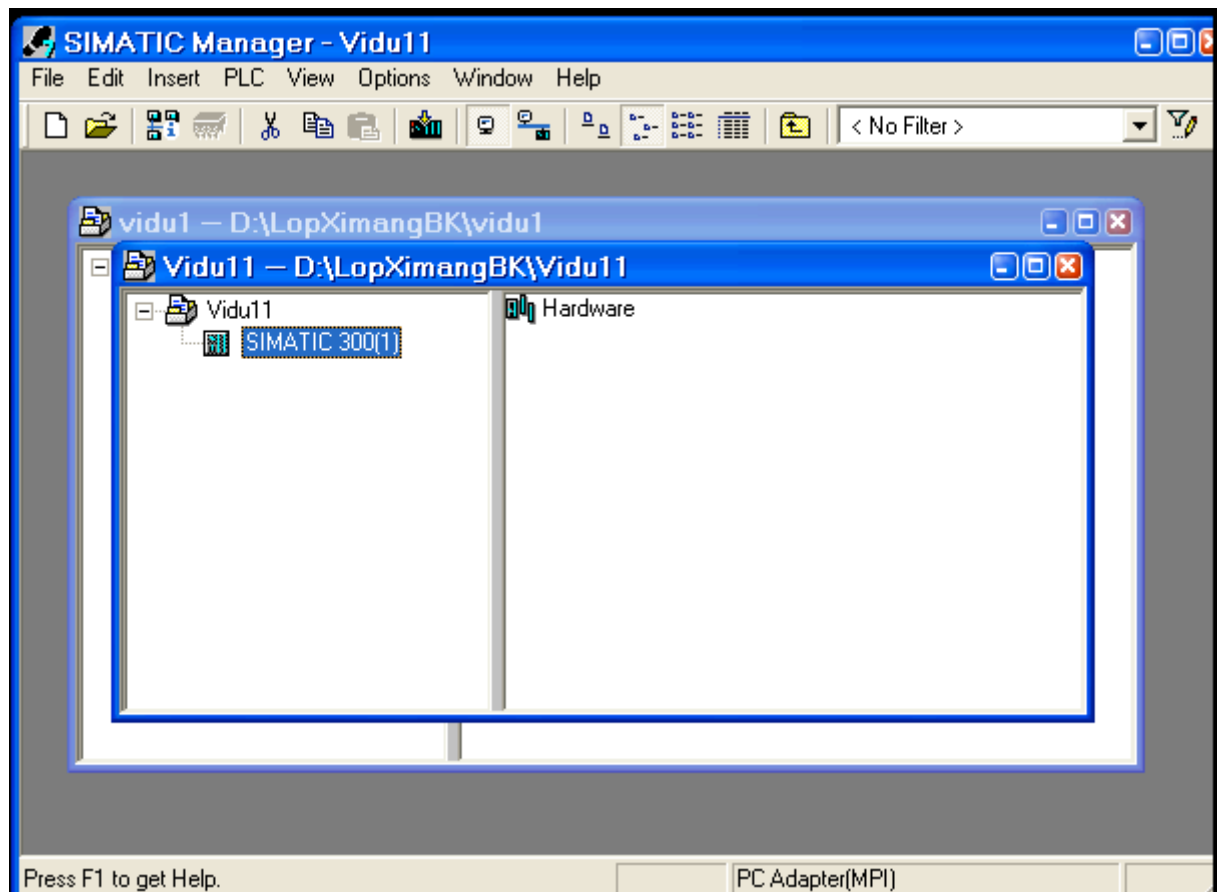 SIMATIC Manager - Vidu11
File Edit Insert PLC View Options Window Help
< No Filter >
vidu1 — D:\LopXimangBK\vidu1
Vidu11 — D:\LopXimangBK\Vidu11
Vidu11
Hardware
SIMATIC 300(1)
Press F1 to get Help.
PC Adapter(MPI)